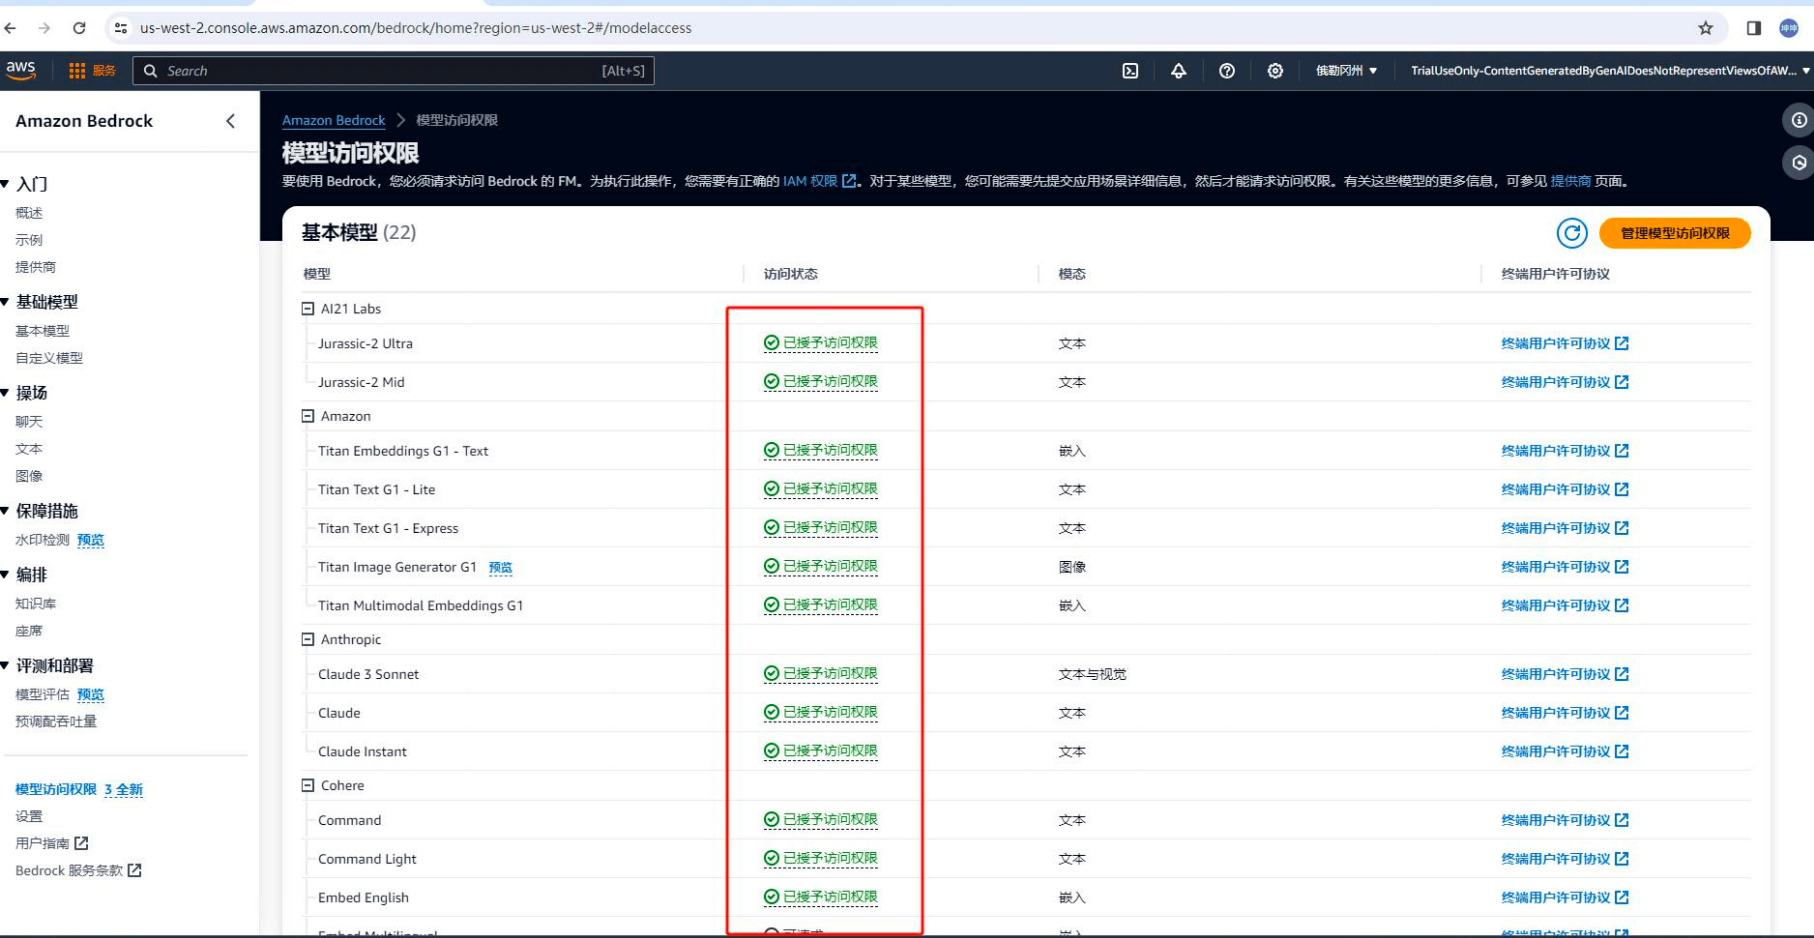 us-west-2.console.aws.amazon.com/bedrock/home?region=us-west-2#/modelaccess
aws 服务 Search [Alt+S] 俄勒冈州 TrialUseOnly-ContentGeneratedByGenAIDoesNotRepresentViewsOfAW...
Amazon Bedrock
入门
概述
示例
提供商
基础模型
基本模型
自定义模型
操场
聊天
文本
图像
保障措施
水印检测 预览
编排
知识库
座席
评测和部署
模型评估 预览
预调配吞吐量
模型访问权限 3 全新
设置
用户指南
Bedrock 服务条款
Amazon Bedrock > 模型访问权限
模型访问权限
要使用 Bedrock，您必须请求访问 Bedrock 的 FM。为执行此操作，您需要有正确的 IAM 权限。对于某些模型，您可能需要先提交应用场景详细信息，然后才能请求访问权限。有关这些模型的更多信息，可参见 提供商 页面。
基本模型 (22) 管理模型访问权限
模型 访问状态 模态 终端用户许可协议
AI21 Labs
Jurassic-2 Ultra 已授予访问权限 文本 终端用户许可协议
Jurassic-2 Mid 已授予访问权限 文本 终端用户许可协议
Amazon
Titan Embeddings G1 - Text 已授予访问权限 嵌入 终端用户许可协议
Titan Text G1 - Lite 已授予访问权限 文本 终端用户许可协议
Titan Text G1 - Express 已授予访问权限 文本 终端用户许可协议
Titan Image Generator G1 预览 已授予访问权限 图像 终端用户许可协议
Titan Multimodal Embeddings G1 已授予访问权限 嵌入 终端用户许可协议
Anthropic
Claude 3 Sonnet 已授予访问权限 文本与视觉 终端用户许可协议
Claude 已授予访问权限 文本 终端用户许可协议
Claude Instant 已授予访问权限 文本 终端用户许可协议
Cohere
Command 已授予访问权限 文本 终端用户许可协议
Command Light 已授予访问权限 文本 终端用户许可协议
Embed English 已授予访问权限 嵌入 终端用户许可协议
Embed Multilingual 可请求 嵌入 终端用户许可协议